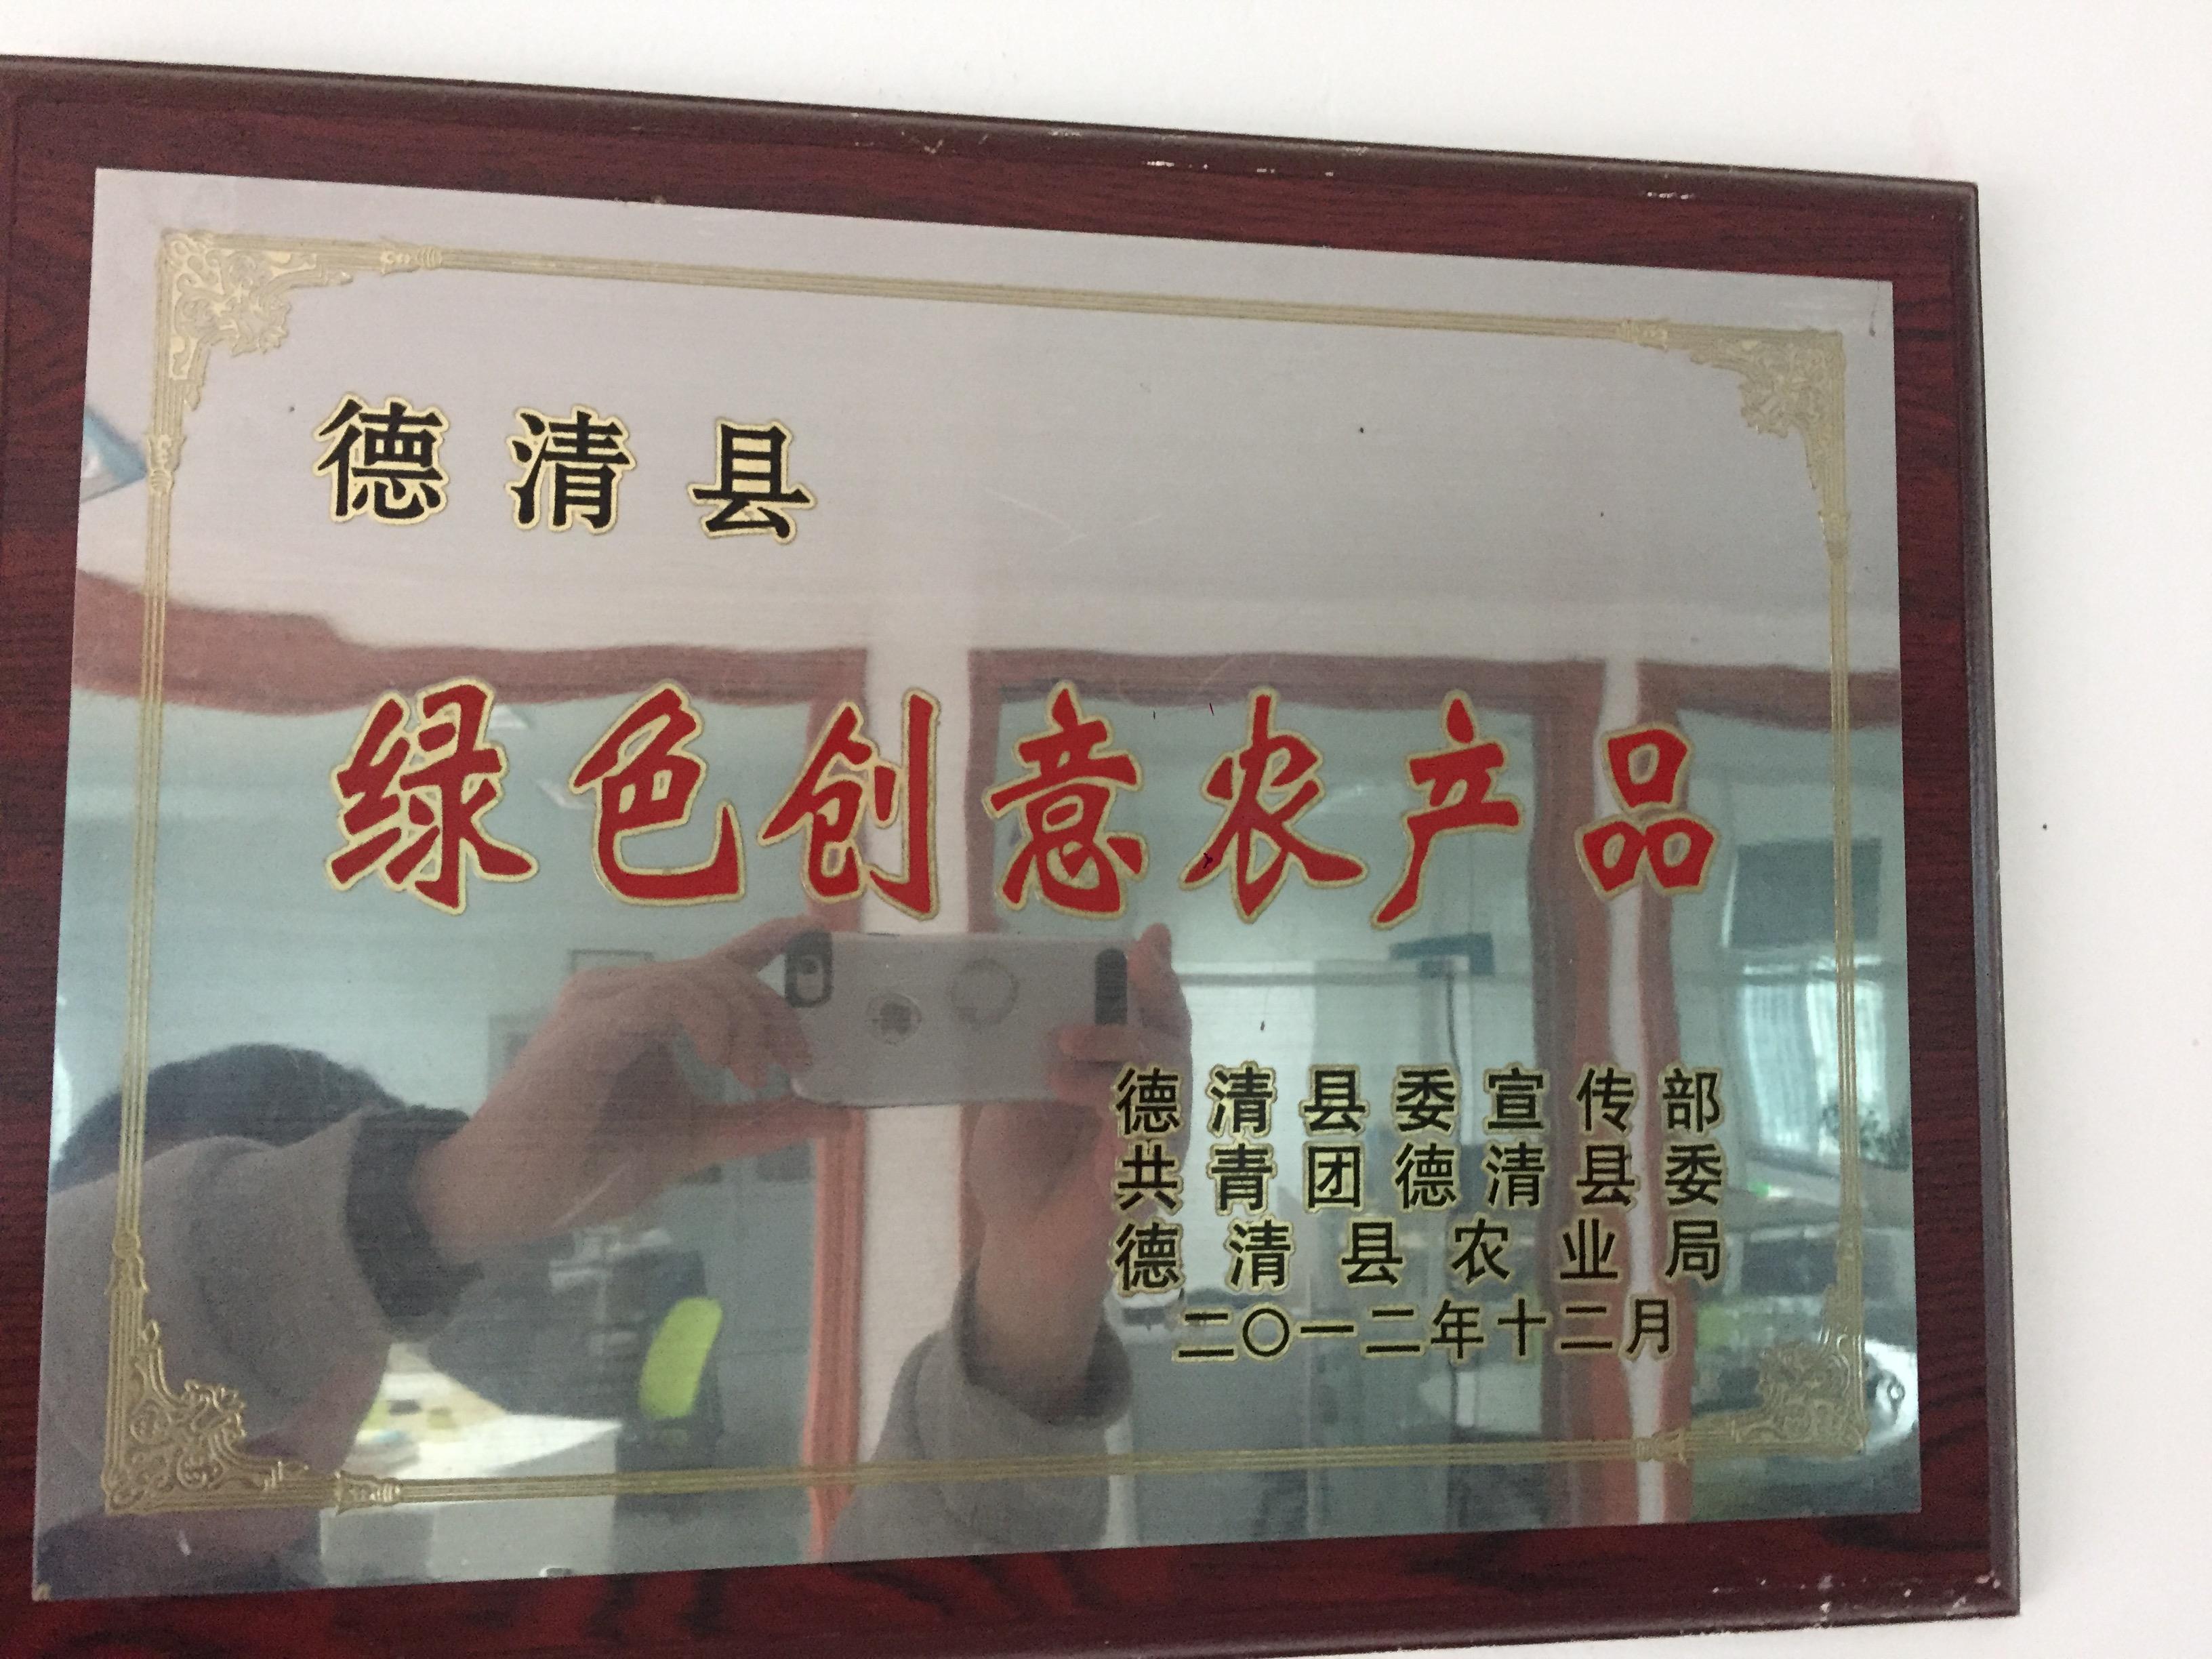 德清县
绿色创意农产品
德清县委宣传部
共青团德清县委
德清县农业局
二〇一二年十二月